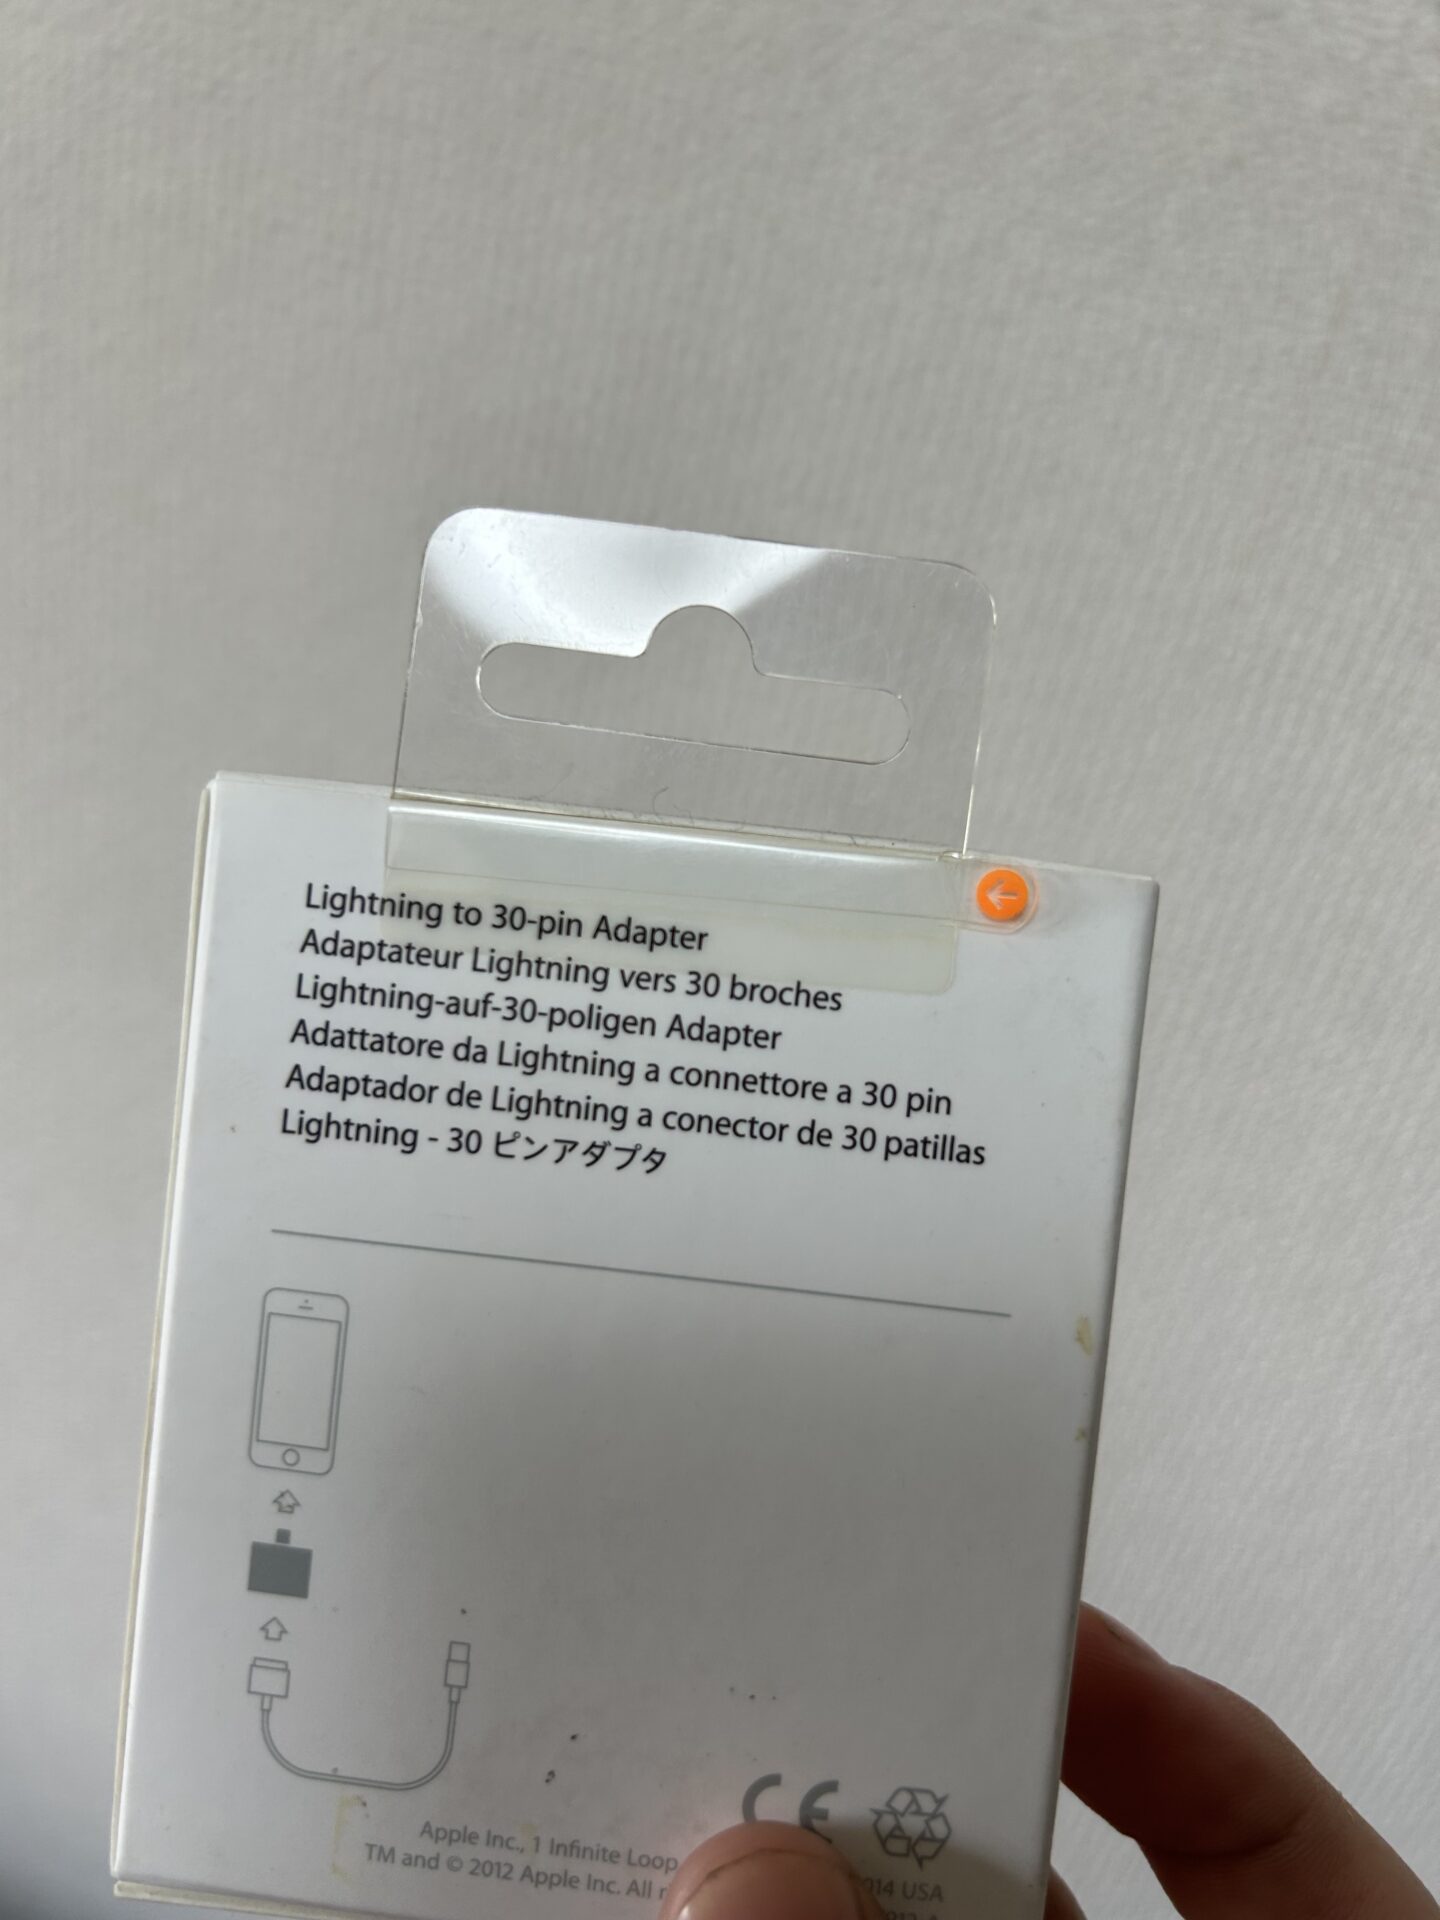 Lightning to 30-pin Adapter
Adaptateur Lightning vers 30 broches
Lightning-auf-30-poligen Adapter
Adattatore da Lightning a connettore a 30 pin
Adaptador de Lightning a conector de 30 patillas
Lightning - 30 ピンアダプタ
CE
Apple Inc., 1 Infinite Loop
TM and © 2012 Apple Inc. All
USA